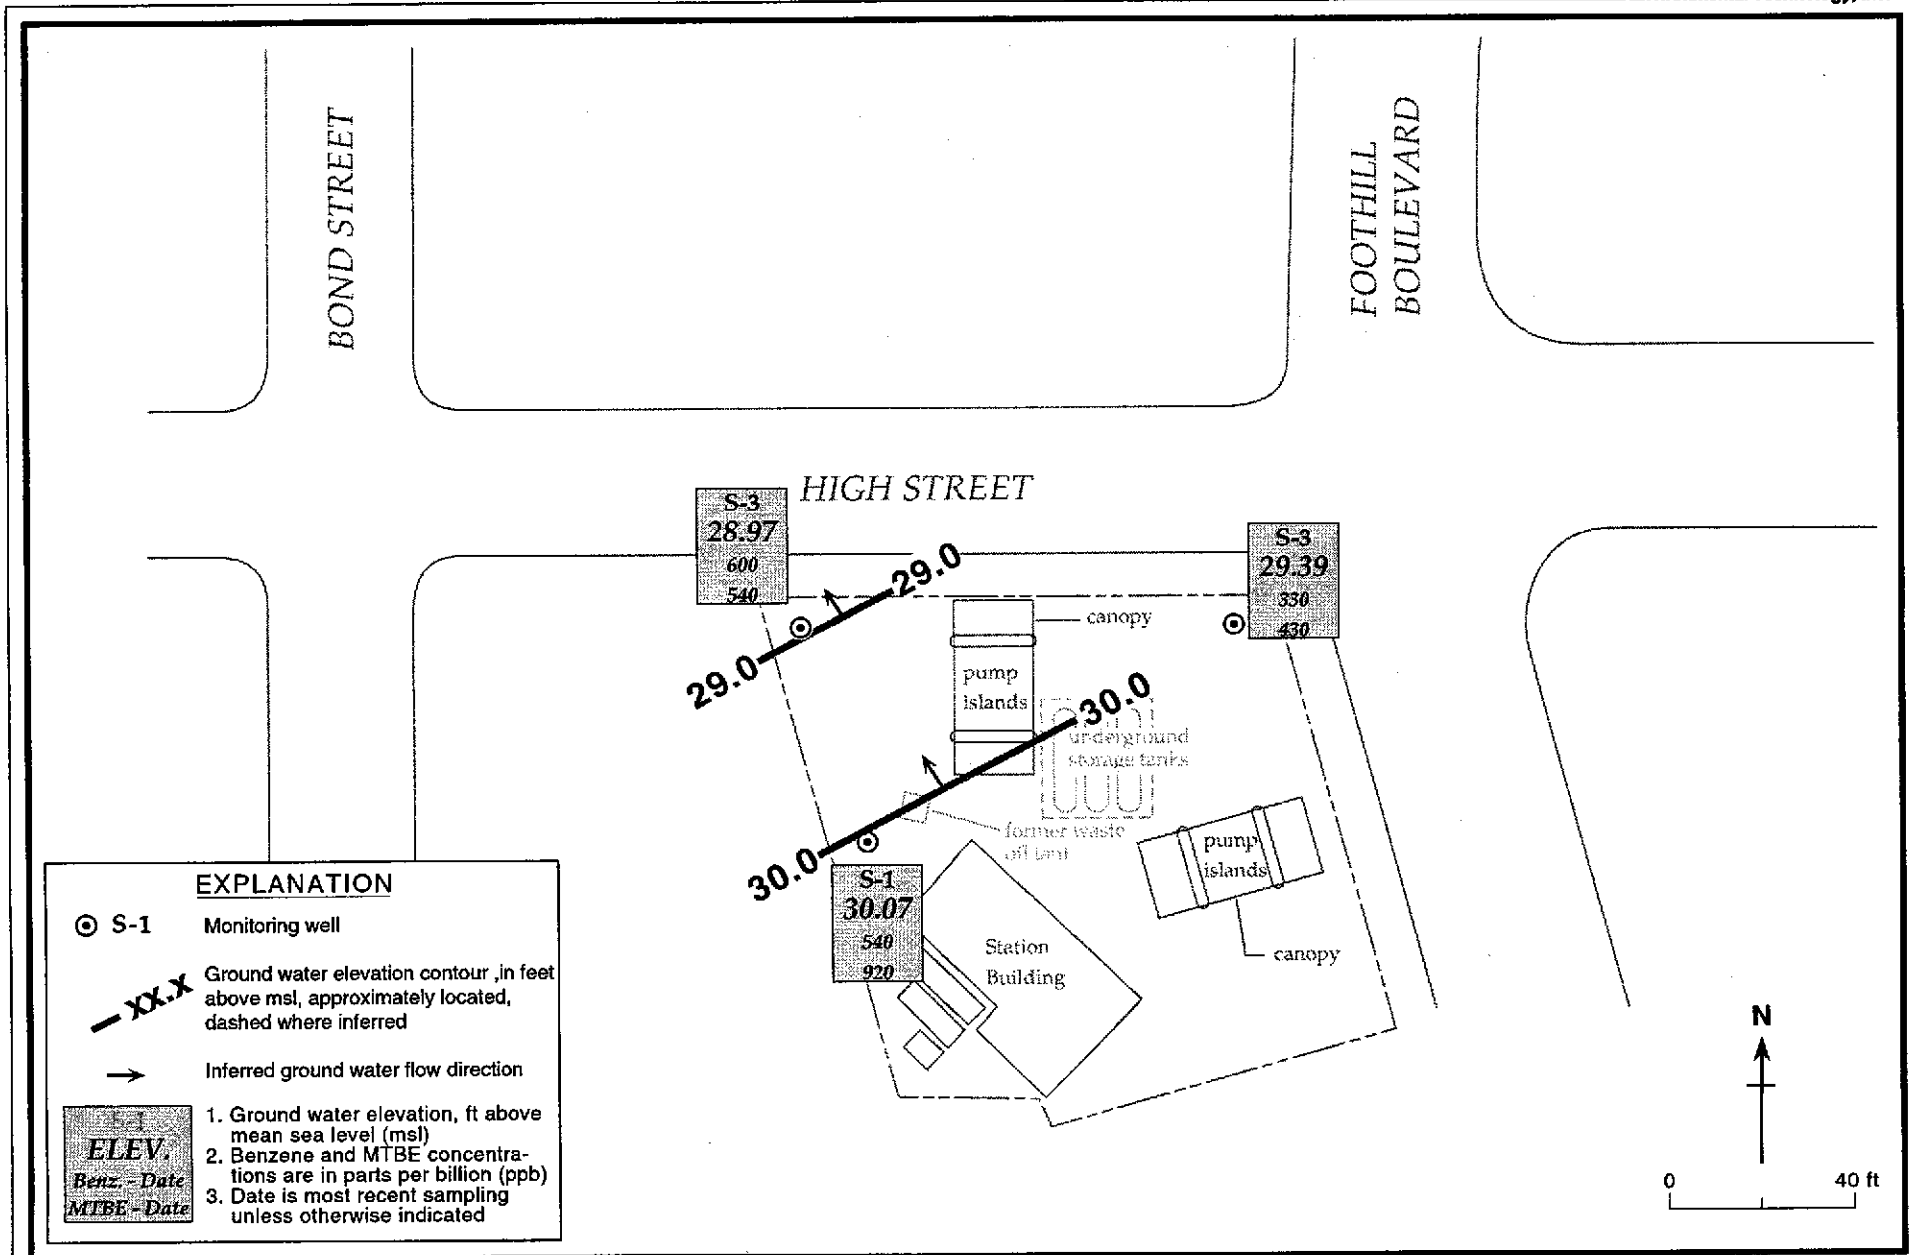 BOND STREET
FOOTHILL
BOULEVARD
HIGH STREET
S-3
28.97
600
540
S-3
29.39
330
430
29.0
29.0
canopy
pump
islands
30.0
underground
storage tanks
former waste
30.0
S-1
30.07
540
920
pump
islands
canopy
Station
Building
EXPLANATION
S-1 Monitoring well
XX.X Ground water elevation contour ,in feet
above msl, approximately located,
dashed where inferred
Inferred ground water flow direction
S-1
ELEV.
Benz. - Date
MTBE - Date
1. Ground water elevation, ft above
mean sea level (msl)
2. Benzene and MTBE concentra-
tions are in parts per billion (ppb)
3. Date is most recent sampling
unless otherwise indicated
N
0 40 ft